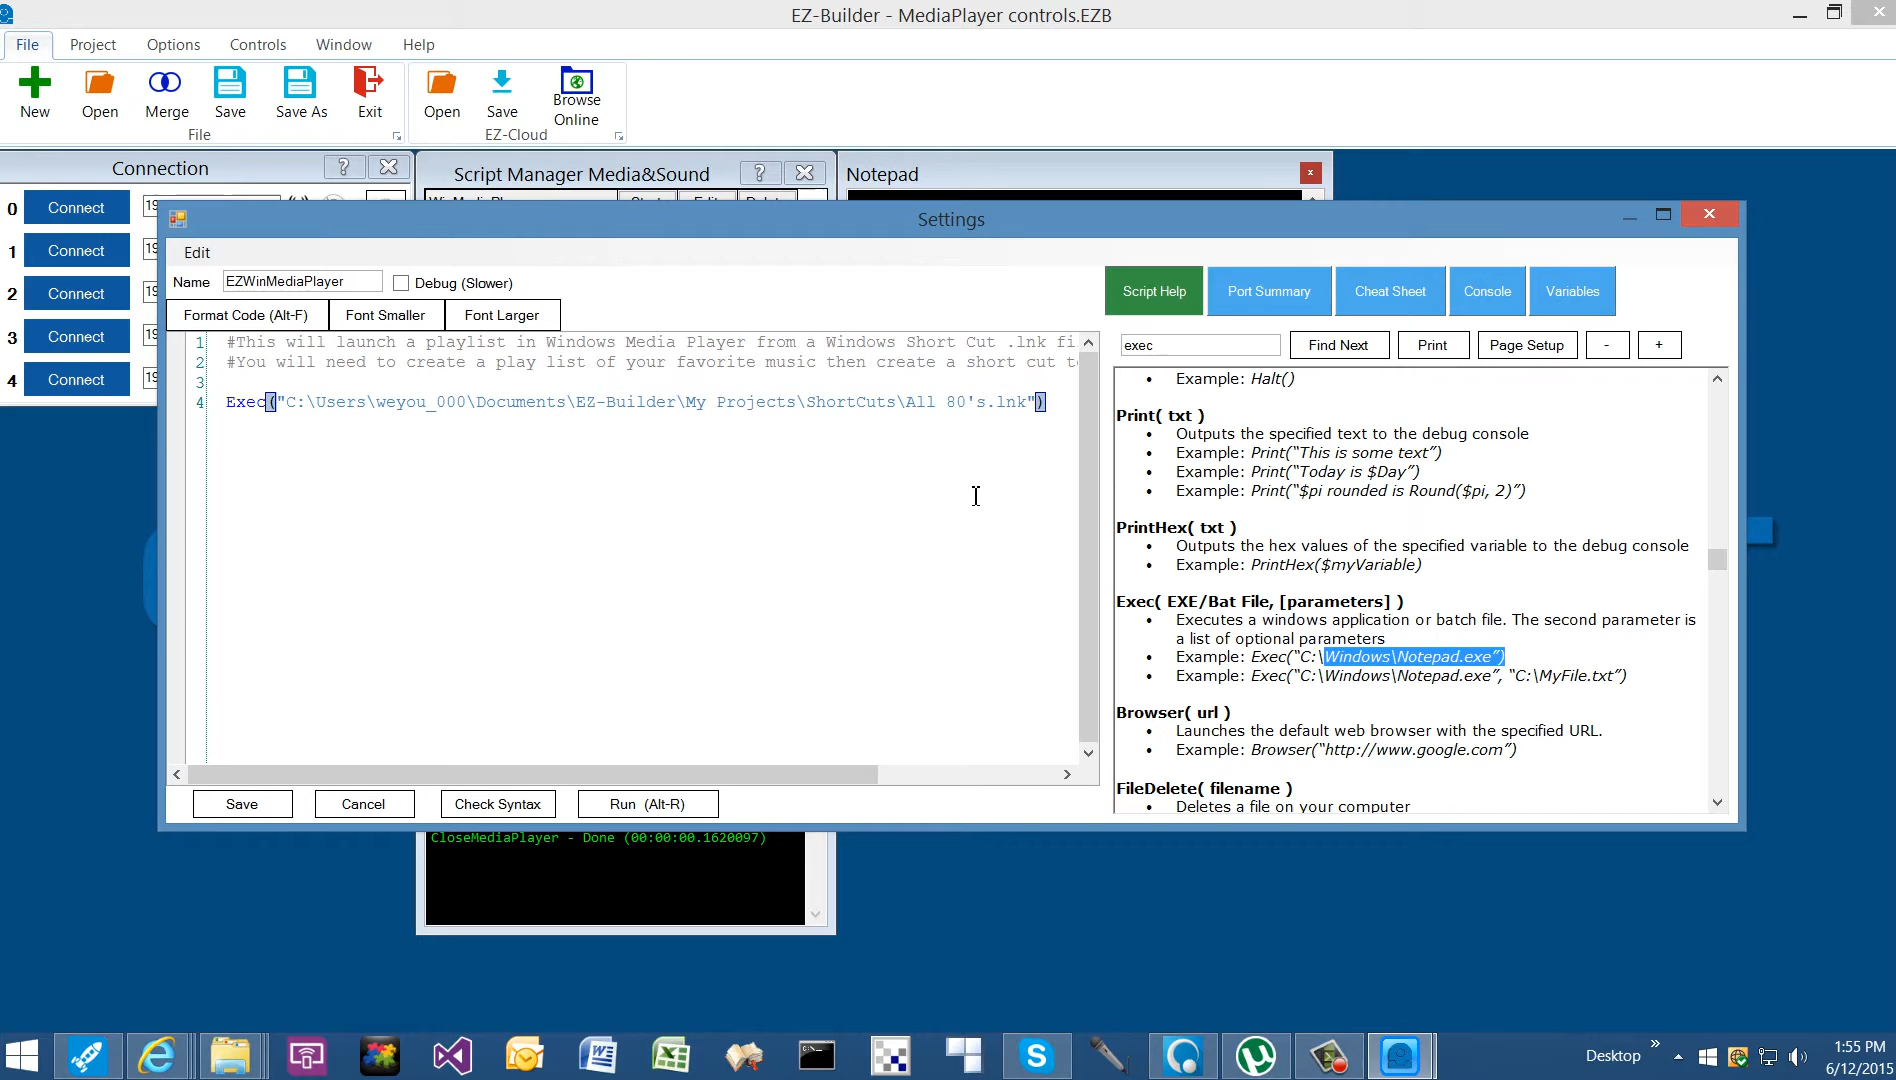 EZ-Builder - MediaPlayer controls.EZB
File Project Options Controls Window Help
New Open Merge Save Save As Exit Open Save Browse Online
File EZ-Cloud
Connection ?
Script Manager Media&Sound ?
Notepad x
0 Connect
1 Connect
2 Connect
3 Connect
4 Connect
Settings
Edit
Name EZWinMediaPlayer Debug (Slower)
Format Code (Alt-F) Font Smaller Font Larger
1 #This will launch a playlist in Windows Media Player from a Windows Short Cut .lnk fi
2 #You will need to create a play list of your favorite music then create a short cut t
3
4 Exec("C:\Users\weyou_000\Documents\EZ-Builder\My Projects\ShortCuts\All 80's.lnk")
Save Cancel Check Syntax Run (Alt-R)
Script Help Port Summary Cheat Sheet Console Variables
exec Find Next Print Page Setup - +
• Example: Halt()
Print( txt )
• Outputs the specified text to the debug console
• Example: Print(“This is some text”)
• Example: Print(“Today is $Day”)
• Example: Print(“$pi rounded is Round($pi, 2)”)
PrintHex( txt )
• Outputs the hex values of the specified variable to the debug console
• Example: PrintHex($myVariable)
Exec( EXE/Bat File, [parameters] )
• Executes a windows application or batch file. The second parameter is
a list of optional parameters
• Example: Exec(“C:\Windows\Notepad.exe”)
• Example: Exec(“C:\Windows\Notepad.exe”, “C:\MyFile.txt”)
Browser( url )
• Launches the default web browser with the specified URL.
• Example: Browser(“http://www.google.com”)
FileDelete( filename )
• Deletes a file on your computer
CloseMediaPlayer - Done (00:00:00.1620097)
Desktop
1:55 PM
6/12/2015